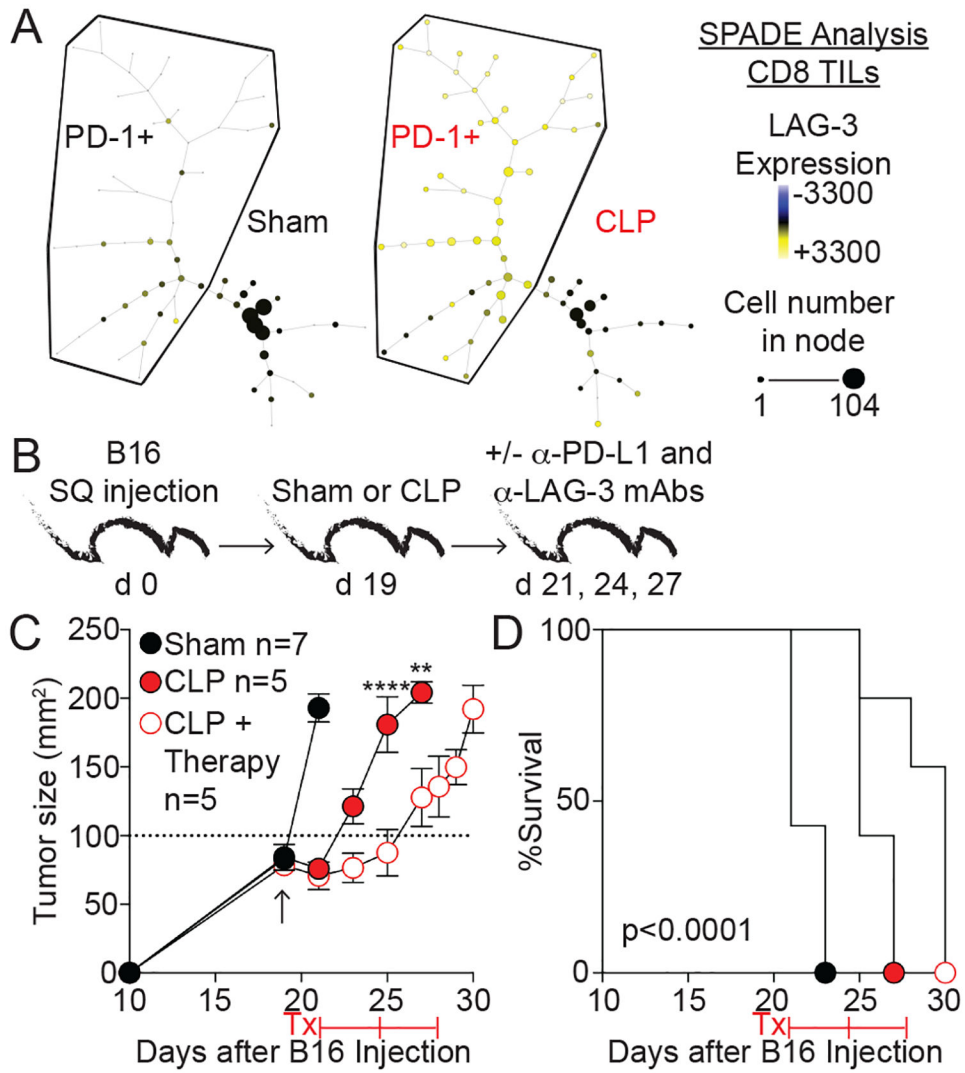 A
PD-1+
Sham
PD-1+
CLP
SPADE Analysis
CD8 TILs
LAG-3
Expression
-3300
+3300
Cell number
in node
1
104
B
B16
SQ injection
d 0
Sham or CLP
d 19
+/- α-PD-L1 and
α-LAG-3 mAbs
d 21, 24, 27
C
Tumor size (mm²)
250
200
150
100
50
0
Sham n=7
CLP n=5
CLP +
Therapy
n=5
****
**
10
15
20
25
30
Tx
Days after B16 Injection
D
%Survival
100
50
0
p<0.0001
10
15
20
25
30
Tx
Days after B16 Injection